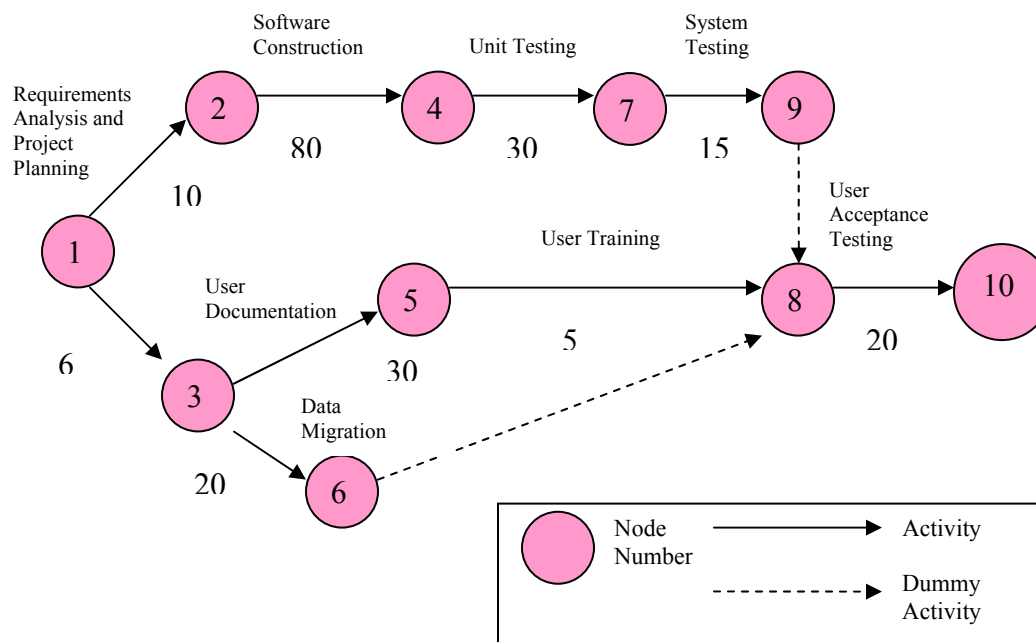 Software
Construction
Unit Testing
System
Testing
Requirements
Analysis and
Project
Planning
2
4
7
9
80
30
15
10
User
Acceptance
Testing
1
User Training
User
Documentation
5
8
10
6
5
20
30
3
Data
Migration
20
6
Node
Number
Activity
Dummy
Activity